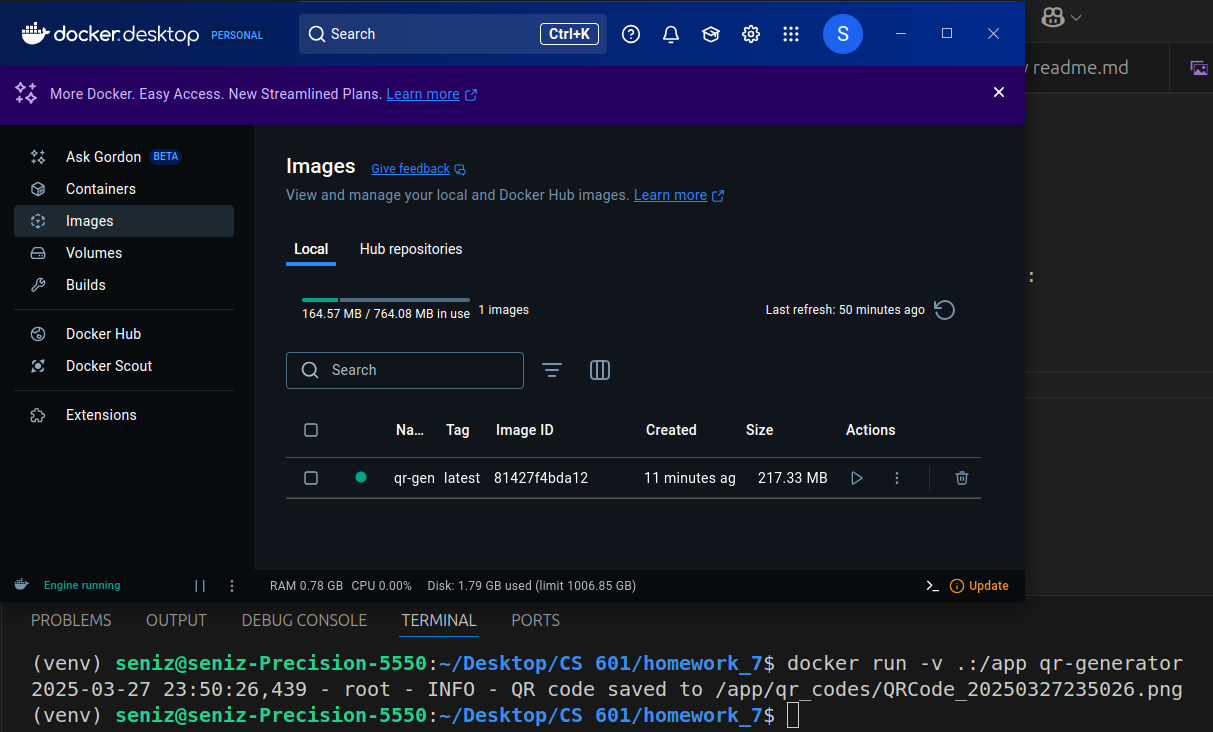 docker.desktop PERSONAL
Search Ctrl+K
S
readme.md
More Docker. Easy Access. New Streamlined Plans. Learn more
Ask Gordon BETA
Containers
Images
Volumes
Builds
Docker Hub
Docker Scout
Extensions
Images Give feedback
View and manage your local and Docker Hub images. Learn more
Local Hub repositories
164.57 MB / 764.08 MB in use 1 images
Last refresh: 50 minutes ago
:
Search
Na... Tag Image ID Created Size Actions
qr-gen latest 81427f4bda12 11 minutes ag 217.33 MB
Engine running
RAM 0.78 GB CPU 0.00% Disk: 1.79 GB used (limit 1006.85 GB)
>_ Update
PROBLEMS OUTPUT DEBUG CONSOLE TERMINAL PORTS
(venv) seniz@seniz-Precision-5550:~/Desktop/CS 601/homework_7$ docker run -v .:/app qr-generator
2025-03-27 23:50:26,439 - root - INFO - QR code saved to /app/qr_codes/QRCode_20250327235026.png
(venv) seniz@seniz-Precision-5550:~/Desktop/CS 601/homework_7$